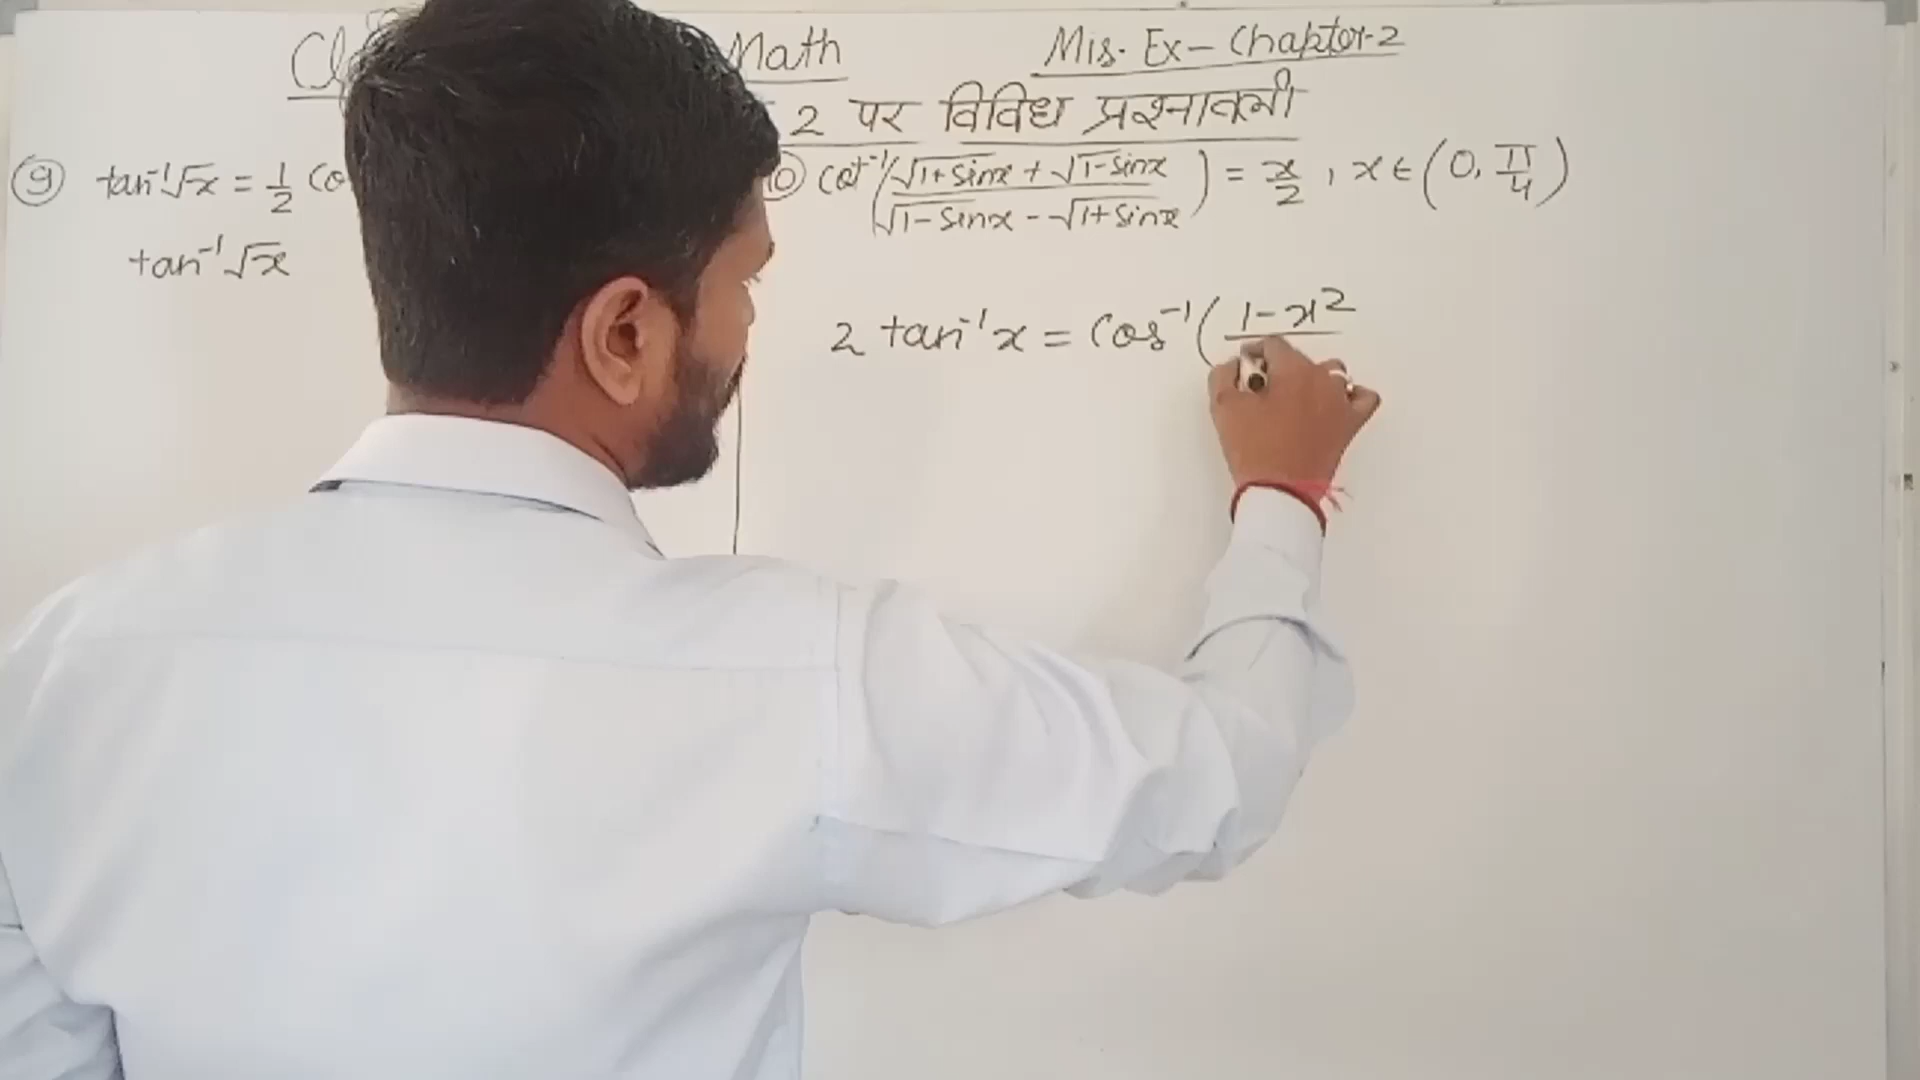 Math Mis. Ex- Chapter-2
2 पर विविध प्रश्नावली
9 tan⁻¹√x = 1/2 co
10) cot⁻¹(√1+sinx + √1-sinx / √1-sinx - √1+sinx) = x/2 , x ∈ (0, π/4)
tan⁻¹√x
2 tan⁻¹x = cos⁻¹(1-x²